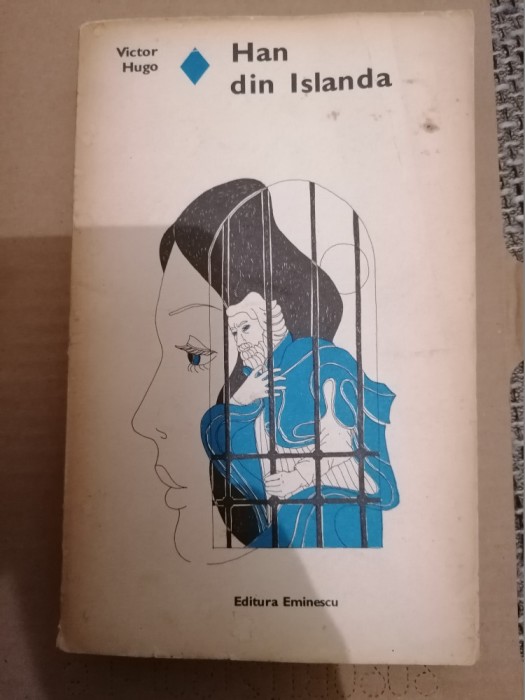 Victor
Hugo
Han
din Islanda
Editura Eminescu